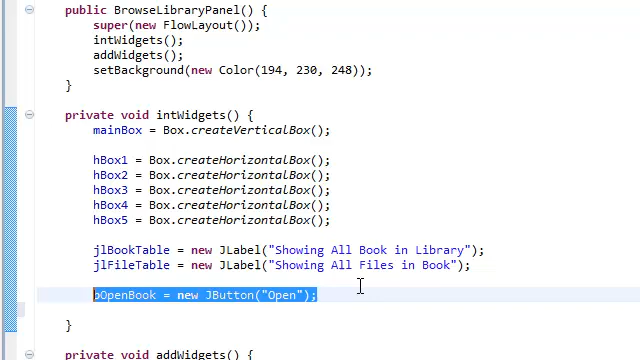 public BrowseLibraryPanel() {
super(new FlowLayout());
intWidgets();
addWidgets();
setBackground(new Color(194, 230, 248));
}
private void intWidgets() {
mainBox = Box.createVerticalBox();
hBox1 = Box.createHorizontalBox();
hBox2 = Box.createHorizontalBox();
hBox3 = Box.createHorizontalBox();
hBox4 = Box.createHorizontalBox();
hBox5 = Box.createHorizontalBox();
jlBookTable = new JLabel("Showing All Book in Library");
jlFileTable = new JLabel("Showing All Files in Book");
bOpenBook = new JButton("Open");
}
private void addWidgets() {